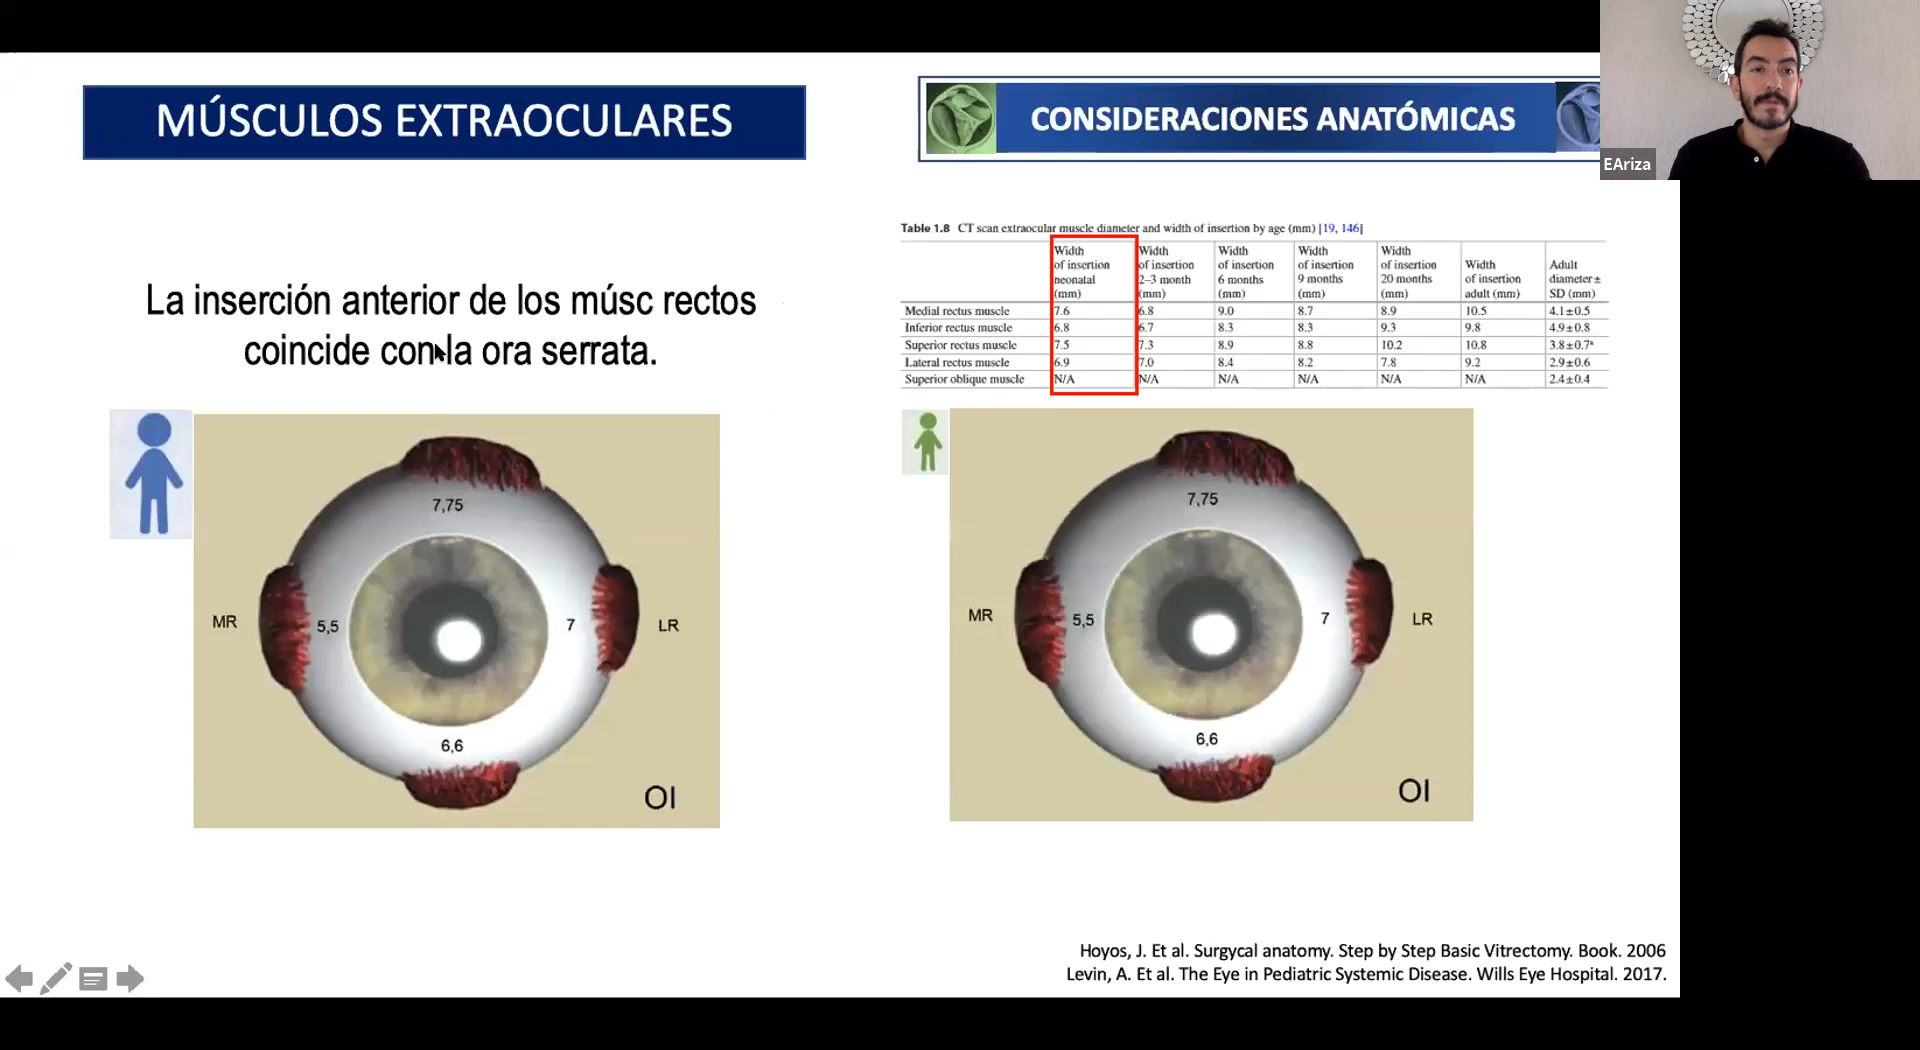 MÚSCULOS EXTRAOCULARES
CONSIDERACIONES ANATÓMICAS
EAriza
La inserción anterior de los músc rectos
coincide con la ora serrata.
Table 1.8 CT scan extraocular muscle diameter and width of insertion by age (mm) [19, 146]
Width of insertion neonatal (mm) Width of insertion 2–3 month (mm) Width of insertion 6 months (mm) Width of insertion 9 months (mm) Width of insertion 20 months (mm) Width of insertion adult (mm) Adult diameter ± SD (mm)
Medial rectus muscle 7.6 6.8 9.0 8.7 8.9 10.5 4.1±0.5
Inferior rectus muscle 6.8 6.7 8.3 8.3 9.3 9.8 4.9±0.8
Superior rectus muscle 7.5 7.3 8.9 8.8 10.2 10.8 3.8±0.7*
Lateral rectus muscle 6.9 7.0 8.4 8.2 7.8 9.2 2.9±0.6
Superior oblique muscle N/A N/A N/A N/A N/A N/A 2.4±0.4
7,75
MR 5,5 7 LR
6,6
OI
7,75
MR 5,5 7 LR
6,6
OI
Hoyos, J. Et al. Surgycal anatomy. Step by Step Basic Vitrectomy. Book. 2006
Levin, A. Et al. The Eye in Pediatric Systemic Disease. Wills Eye Hospital. 2017.